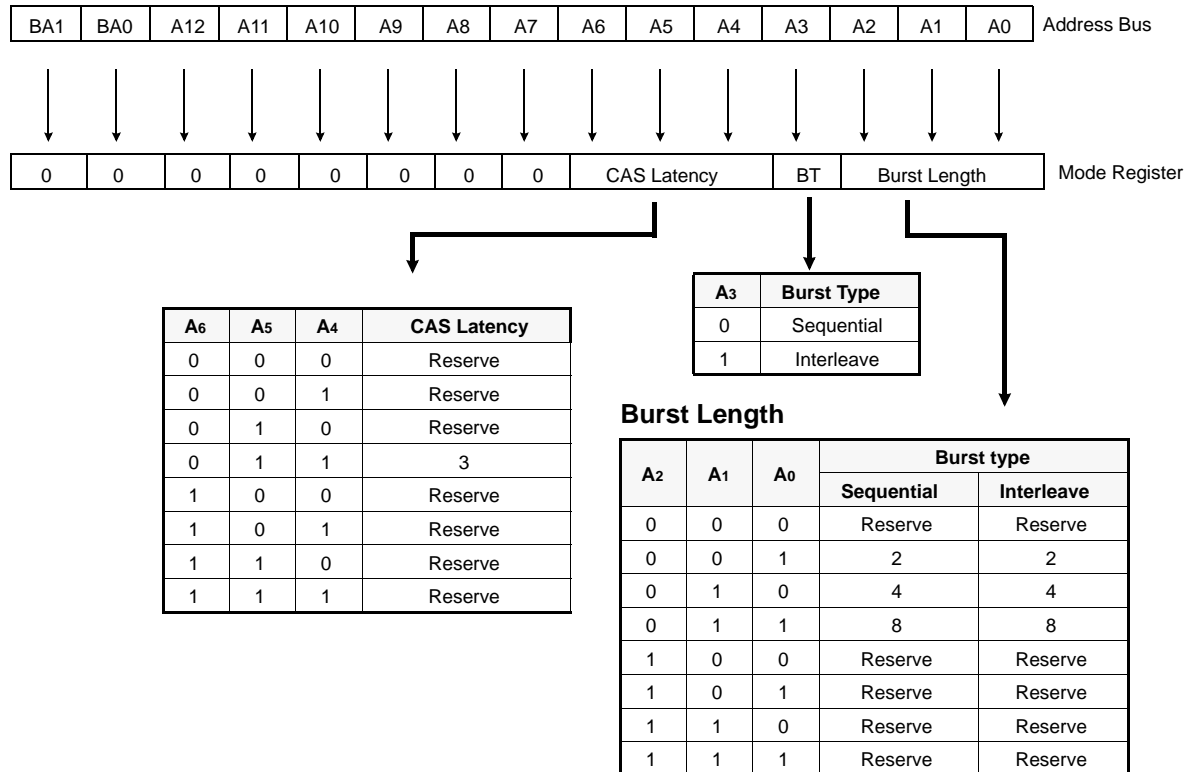 BA1 BA0 A12 A11 A10 A9 A8 A7 A6 A5 A4 A3 A2 A1 A0 Address Bus
0 0 0 0 0 0 0 0 CAS Latency BT Burst Length Mode Register
A3 Burst Type
0 Sequential
1 Interleave
A6 A5 A4 CAS Latency
0 0 0 Reserve
0 0 1 Reserve
0 1 0 Reserve
0 1 1 3
1 0 0 Reserve
1 0 1 Reserve
1 1 0 Reserve
1 1 1 Reserve
Burst Length
A2 A1 A0 Burst type
Sequential Interleave
0 0 0 Reserve Reserve
0 0 1 2 2
0 1 0 4 4
0 1 1 8 8
1 0 0 Reserve Reserve
1 0 1 Reserve Reserve
1 1 0 Reserve Reserve
1 1 1 Reserve Reserve